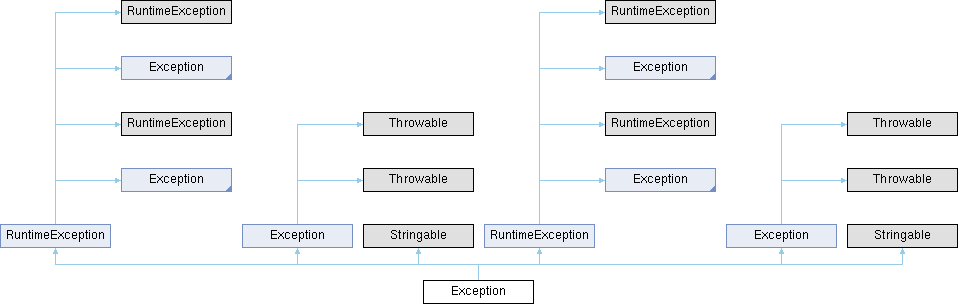 RuntimeException RuntimeException
Exception Exception
RuntimeException Throwable RuntimeException Throwable
Exception Throwable Exception Throwable
RuntimeException Exception Stringable RuntimeException Exception Stringable
Exception